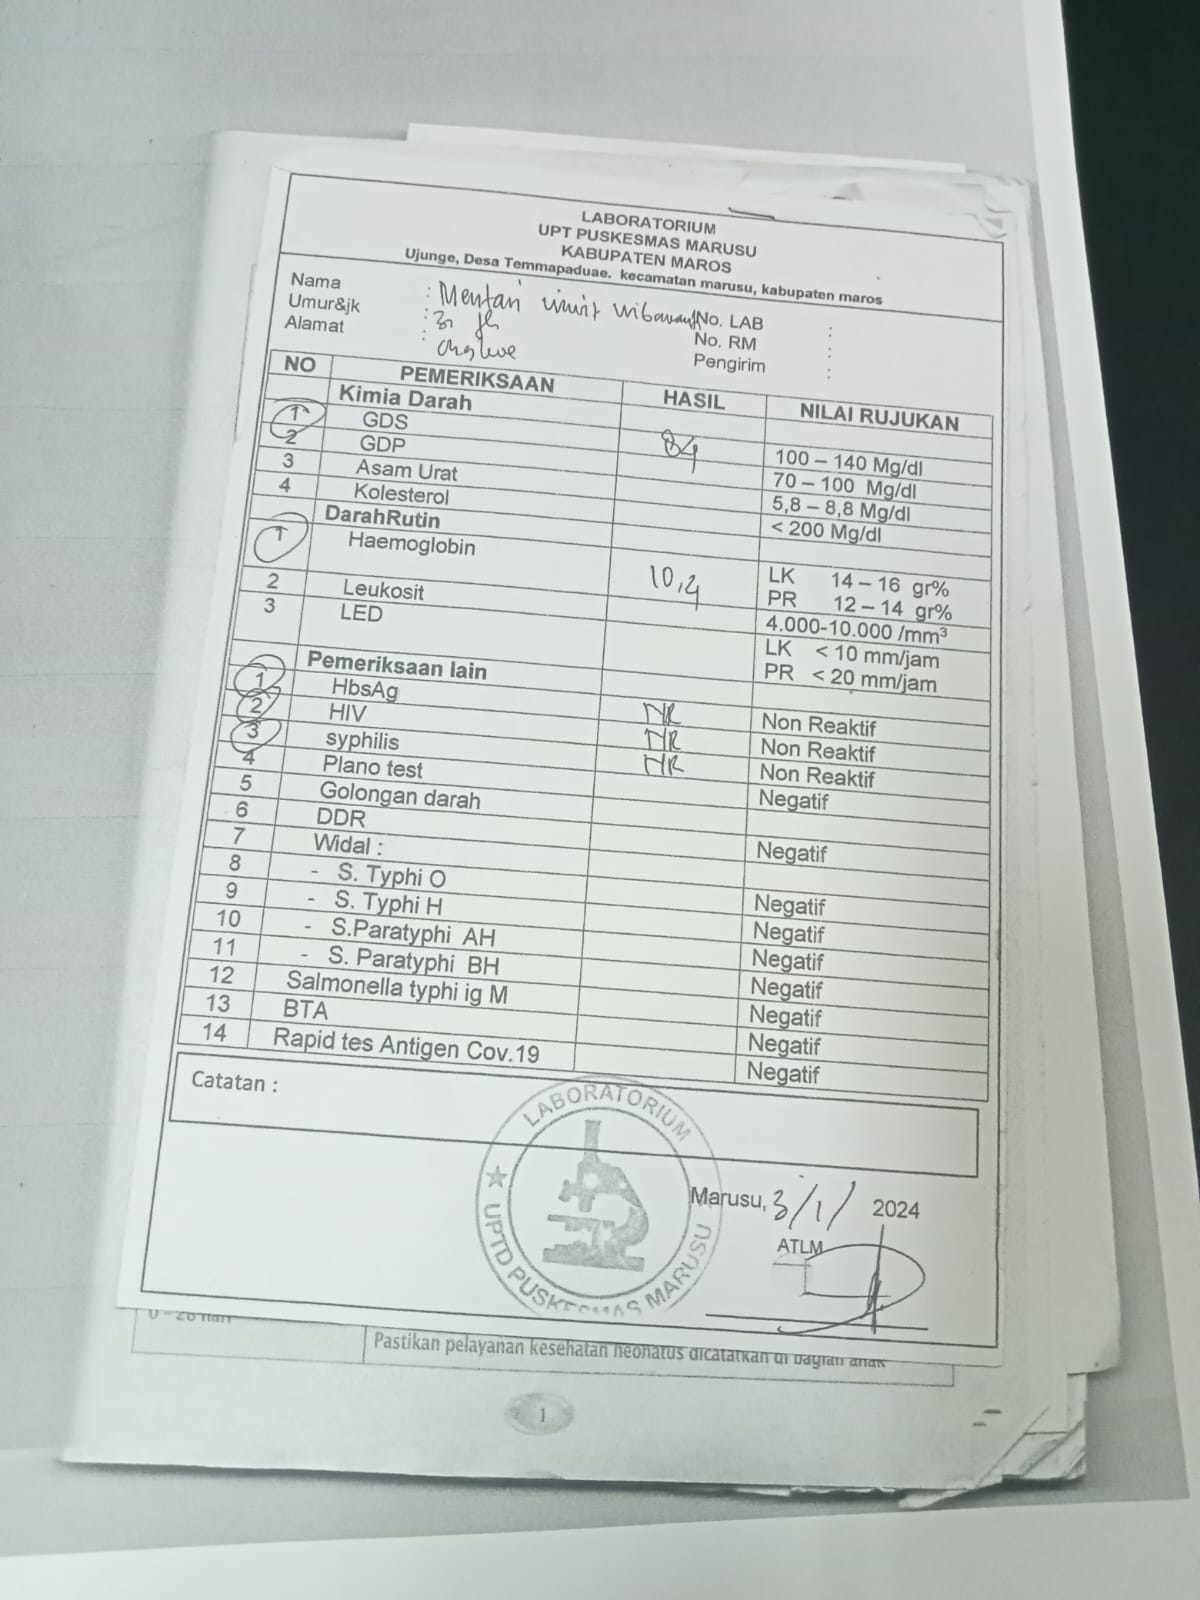 LABORATORIUM
UPT PUSKESMAS MARUSU
KABUPATEN MAROS
Ujunge, Desa Temmapaduae. kecamatan marusu, kabupaten maros
Nama : Mentari No. LAB :
Umur&jk : 31 th No. RM :
Alamat : Pengirim :
NO PEMERIKSAAN HASIL NILAI RUJUKAN
Kimia Darah
1 GDS 84 100 – 140 Mg/dl
2 GDP 70 – 100 Mg/dl
3 Asam Urat 5,8 – 8,8 Mg/dl
4 Kolesterol < 200 Mg/dl
DarahRutin
1 Haemoglobin 10,4 LK 14 – 16 gr%
PR 12 – 14 gr%
2 Leukosit 4.000-10.000 /mm³
3 LED LK < 10 mm/jam
PR < 20 mm/jam
Pemeriksaan lain
1 HbsAg NR Non Reaktif
2 HIV NR Non Reaktif
3 syphilis NR Non Reaktif
4 Plano test Negatif
5 Golongan darah
6 DDR Negatif
7 Widal :
8 - S. Typhi O Negatif
9 - S. Typhi H Negatif
10 - S.Paratyphi AH Negatif
11 - S. Paratyphi BH Negatif
12 Salmonella typhi ig M Negatif
13 BTA Negatif
14 Rapid tes Antigen Cov.19 Negatif
Catatan :
LABORATORIUM
UPTD PUSKESMAS MARUSU
Marusu, 3/1/ 2024
ATLM
0 - 28 hari
Pastikan pelayanan kesehatan neonatus dicatatkan di bagian anak
1